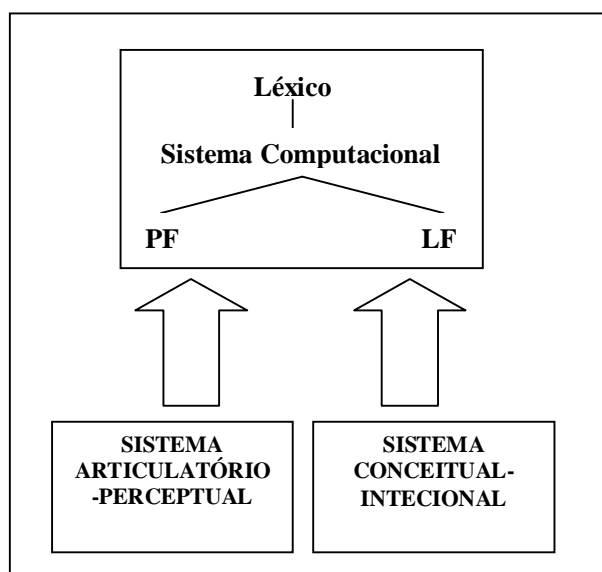 Léxico
Sistema Computacional
PF LF
SISTEMA
ARTICULATÓRIO
-PERCEPTUAL
SISTEMA
CONCEITUAL-
INTECIONAL